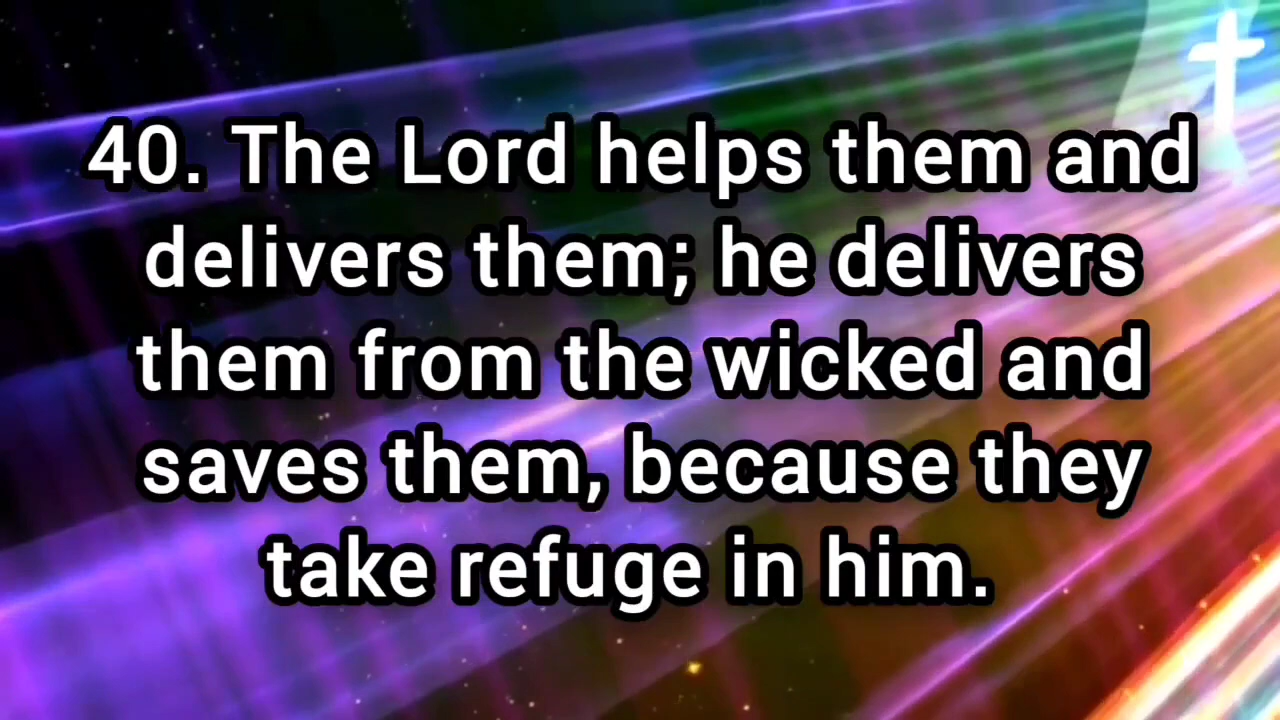 40. The Lord helps them and
delivers them; he delivers
them from the wicked and
saves them, because they
take refuge in him.